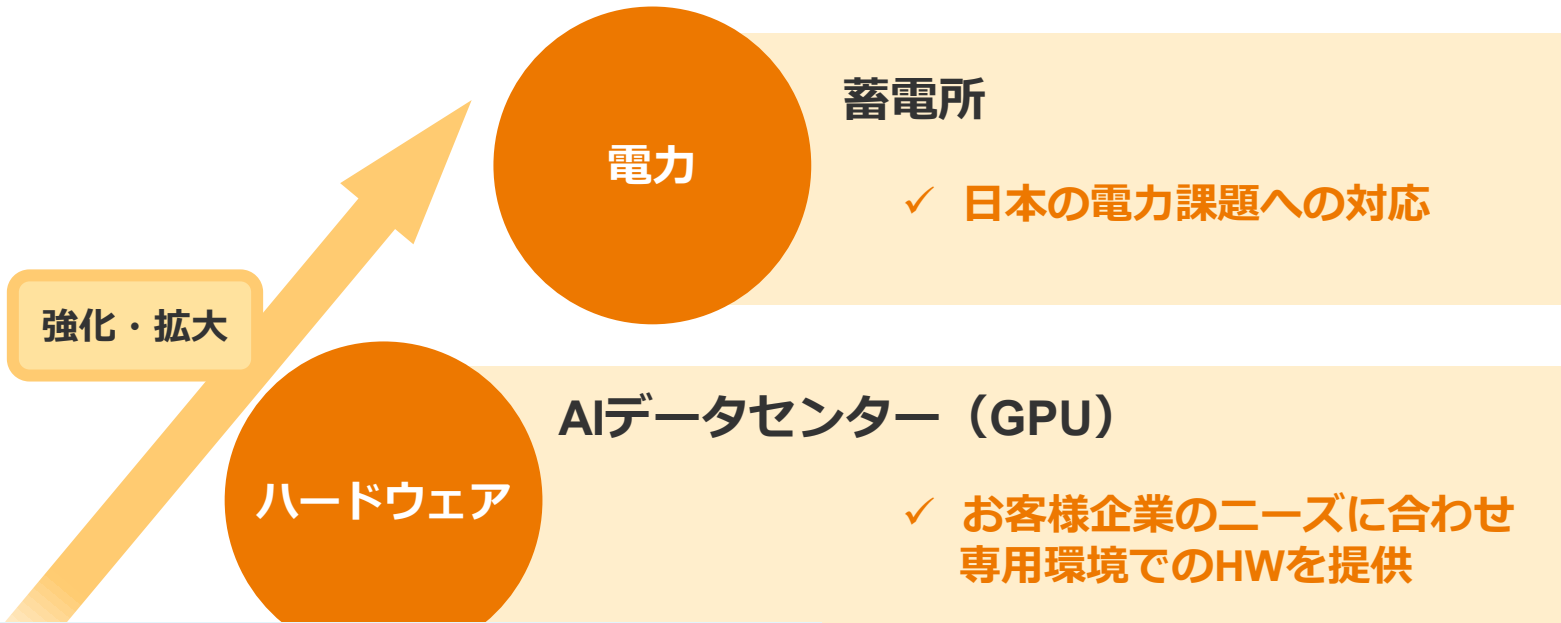 蓄電所
電力
✓ 日本の電力課題への対応
強化・拡大
AIデータセンター（GPU）
ハードウェア
✓ お客様企業のニーズに合わせ
専用環境でのHWを提供